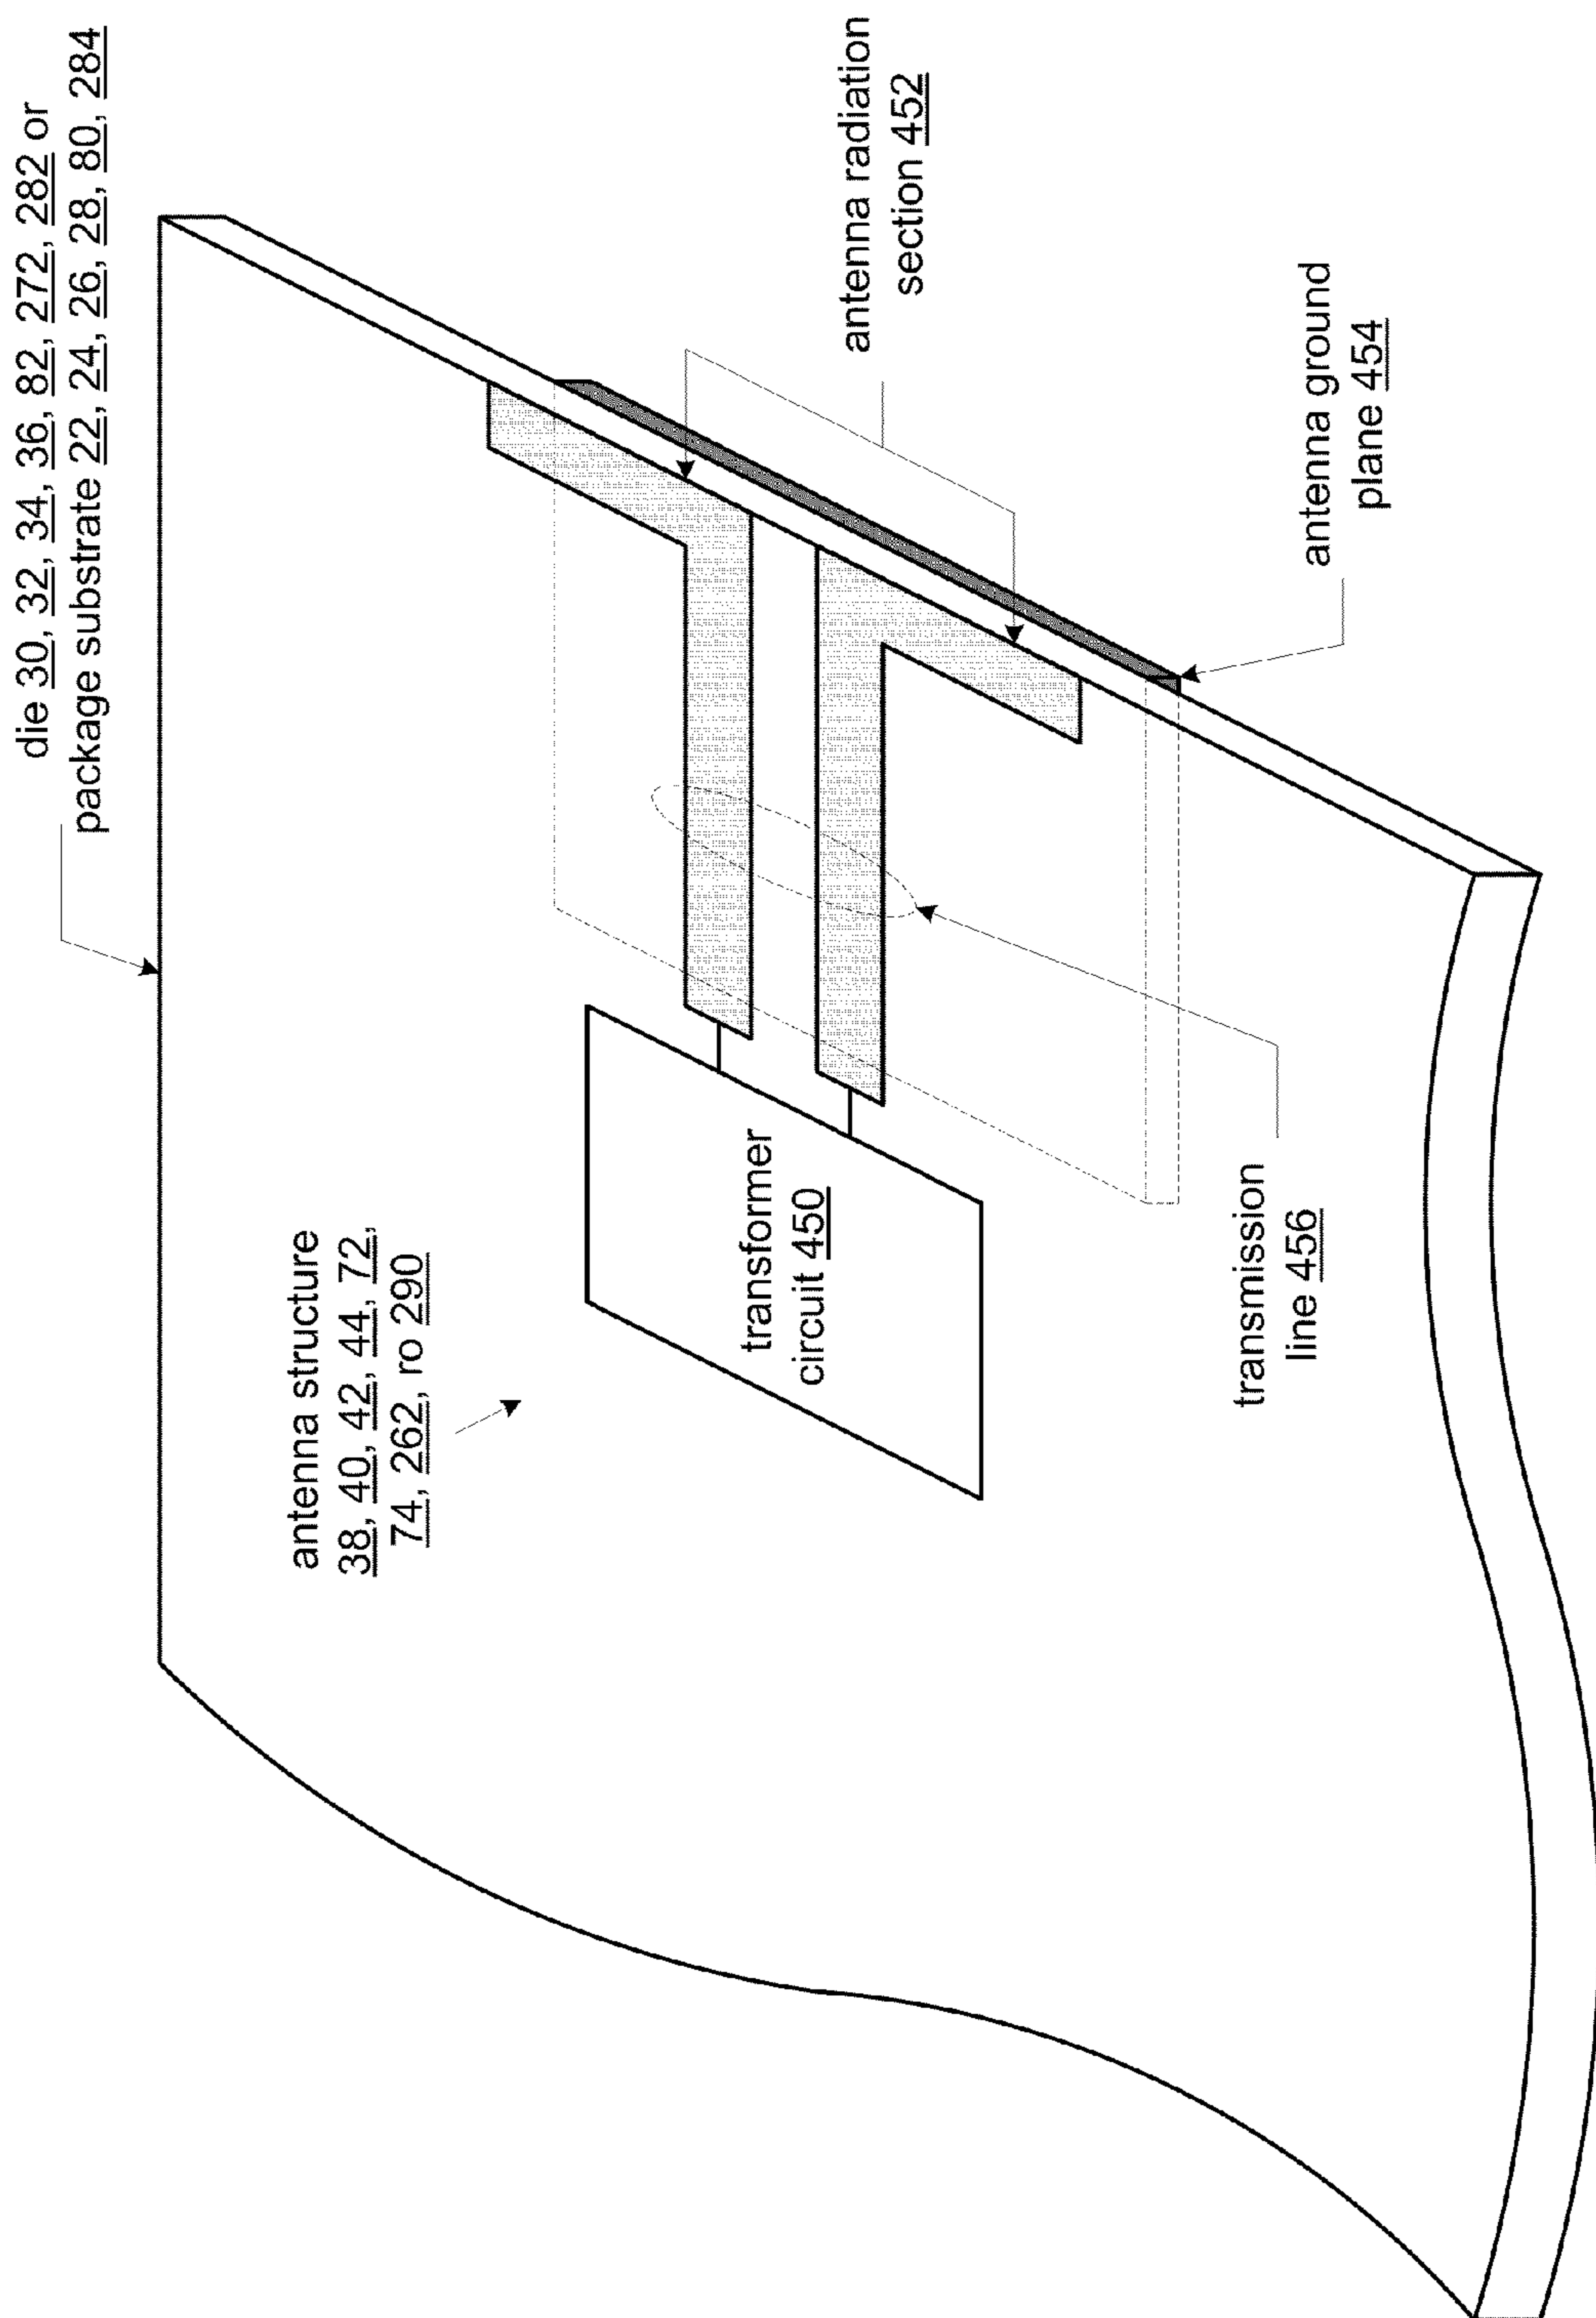 die 30, 32, 34, 36, 82, 272, 282 or
package substrate 22, 24, 26, 28, 80, 284
antenna structure
38, 40, 42, 44, 72,
74, 262, ro 290
transformer
circuit 450
antenna radiation
section 452
transmission
line 456
antenna ground
plane 454